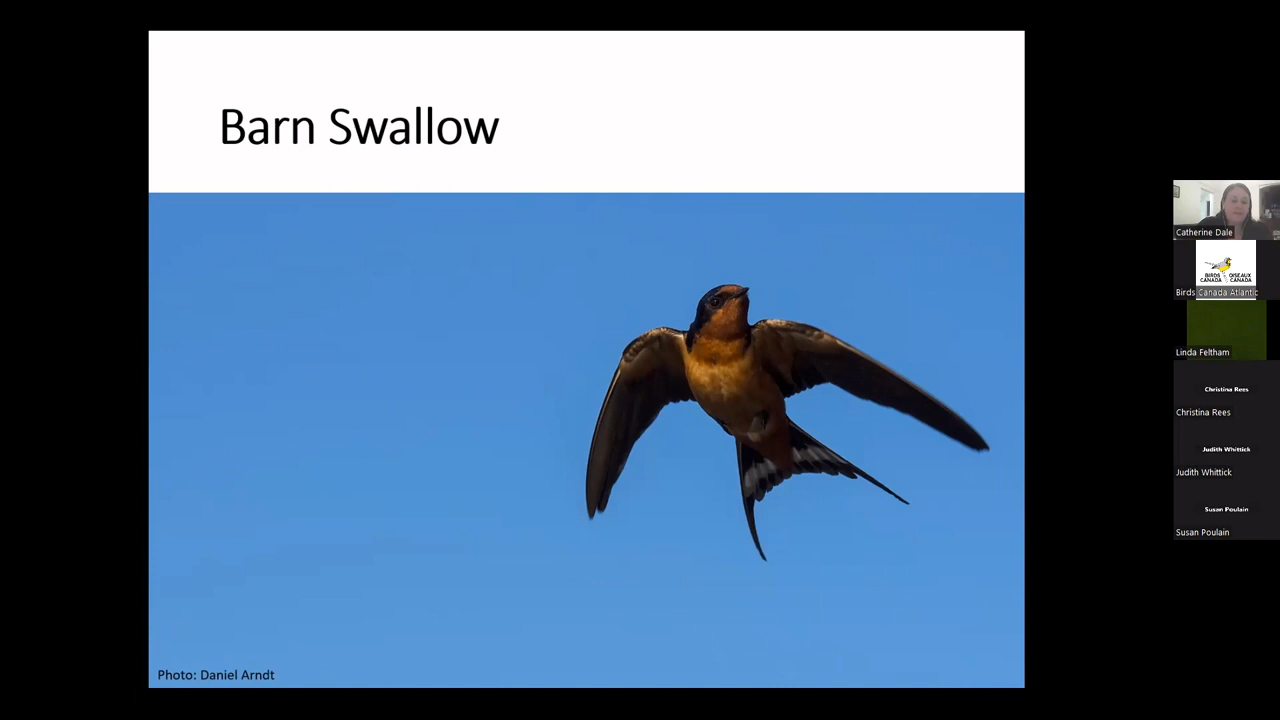 Barn Swallow
Photo: Daniel Arndt
Catherine Dale
BIRDS CANADA
OISEAUX CANADA
Birds Canada Atlantic
Linda Feltham
Christina Rees
Christina Rees
Judith Whittick
Judith Whittick
Susan Poulain
Susan Poulain